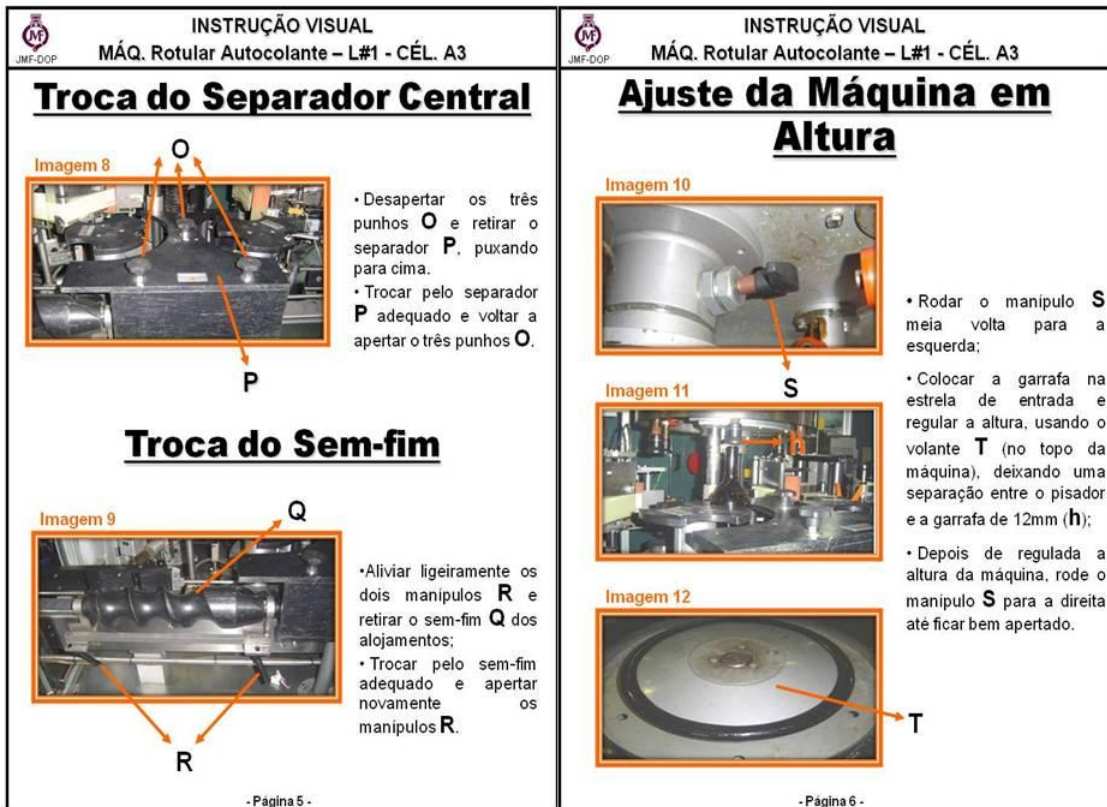 JMF-DOP
INSTRUÇÃO VISUAL
MÁQ. Rotular Autocolante – L#1 - CÉL. A3
Troca do Separador Central
O
Imagem 8
• Desapertar os três
punhos O e retirar o
separador P, puxando
para cima.
• Trocar pelo separador
P adequado e voltar a
apertar o três punhos O.
P
Troca do Sem-fim
Q
Imagem 9
•Aliviar ligeiramente os
dois manípulos R e
retirar o sem-fim Q dos
alojamentos;
• Trocar pelo sem-fim
adequado e apertar
novamente os
manípulos R.
R
- Página 5 -
JMF-DOP
INSTRUÇÃO VISUAL
MÁQ. Rotular Autocolante – L#1 - CÉL. A3
Ajuste da Máquina em
Altura
Imagem 10
S
Imagem 11
h
Imagem 12
T
• Rodar o manípulo S
meia volta para a
esquerda;
• Colocar a garrafa na
estrela de entrada e
regular a altura, usando o
volante T (no topo da
máquina), deixando uma
separação entre o pisador
e a garrafa de 12mm (h);
• Depois de regulada a
altura da máquina, rode o
manípulo S para a direita
até ficar bem apertado.
- Página 6 -